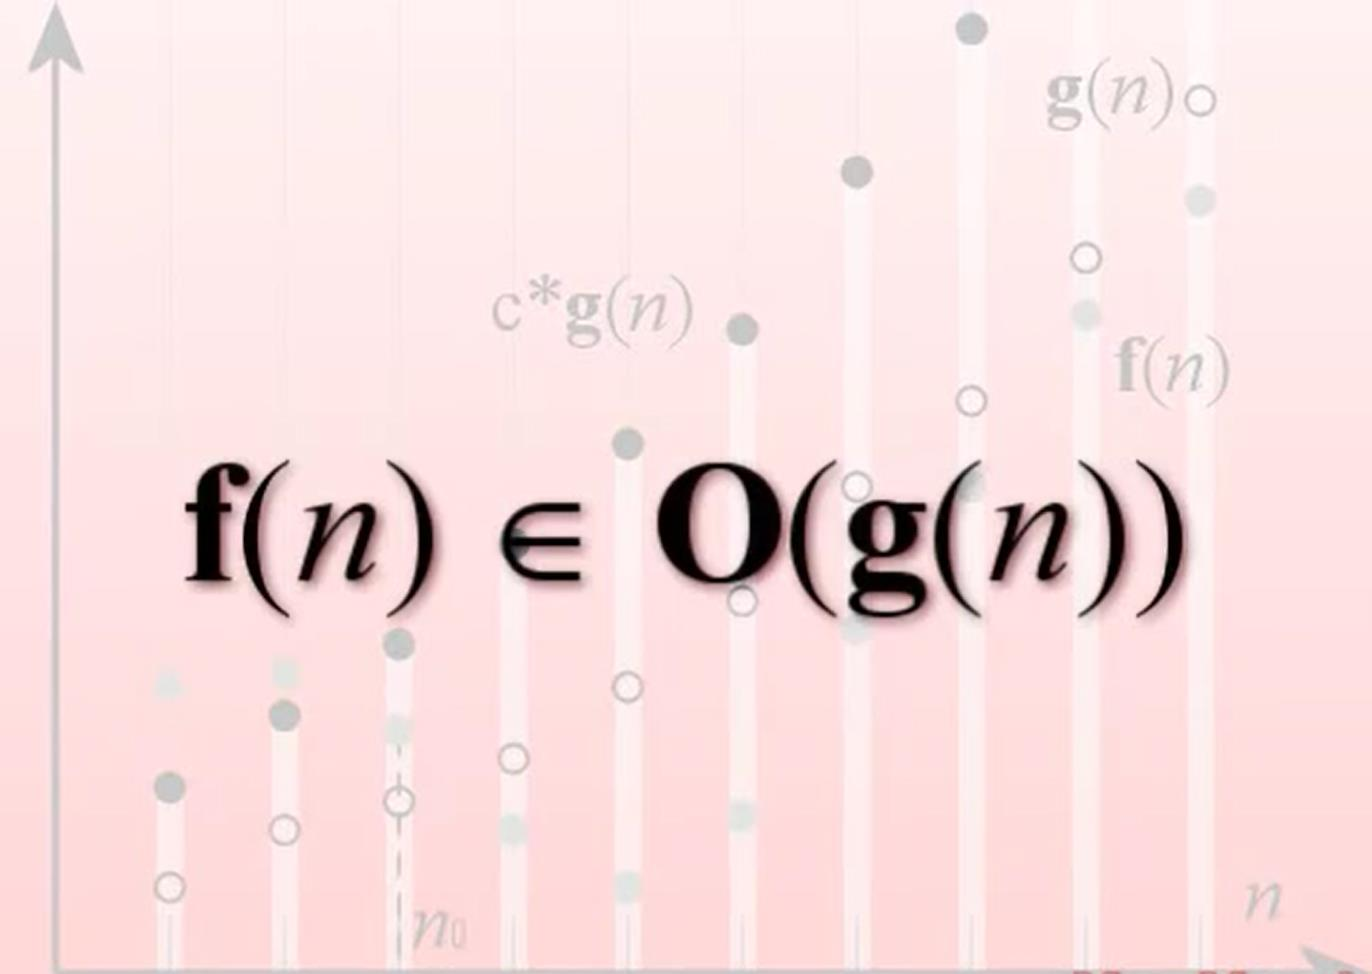 g(n)
c*g(n)
f(n)
f(n) ∈ O(g(n))
n
n₀